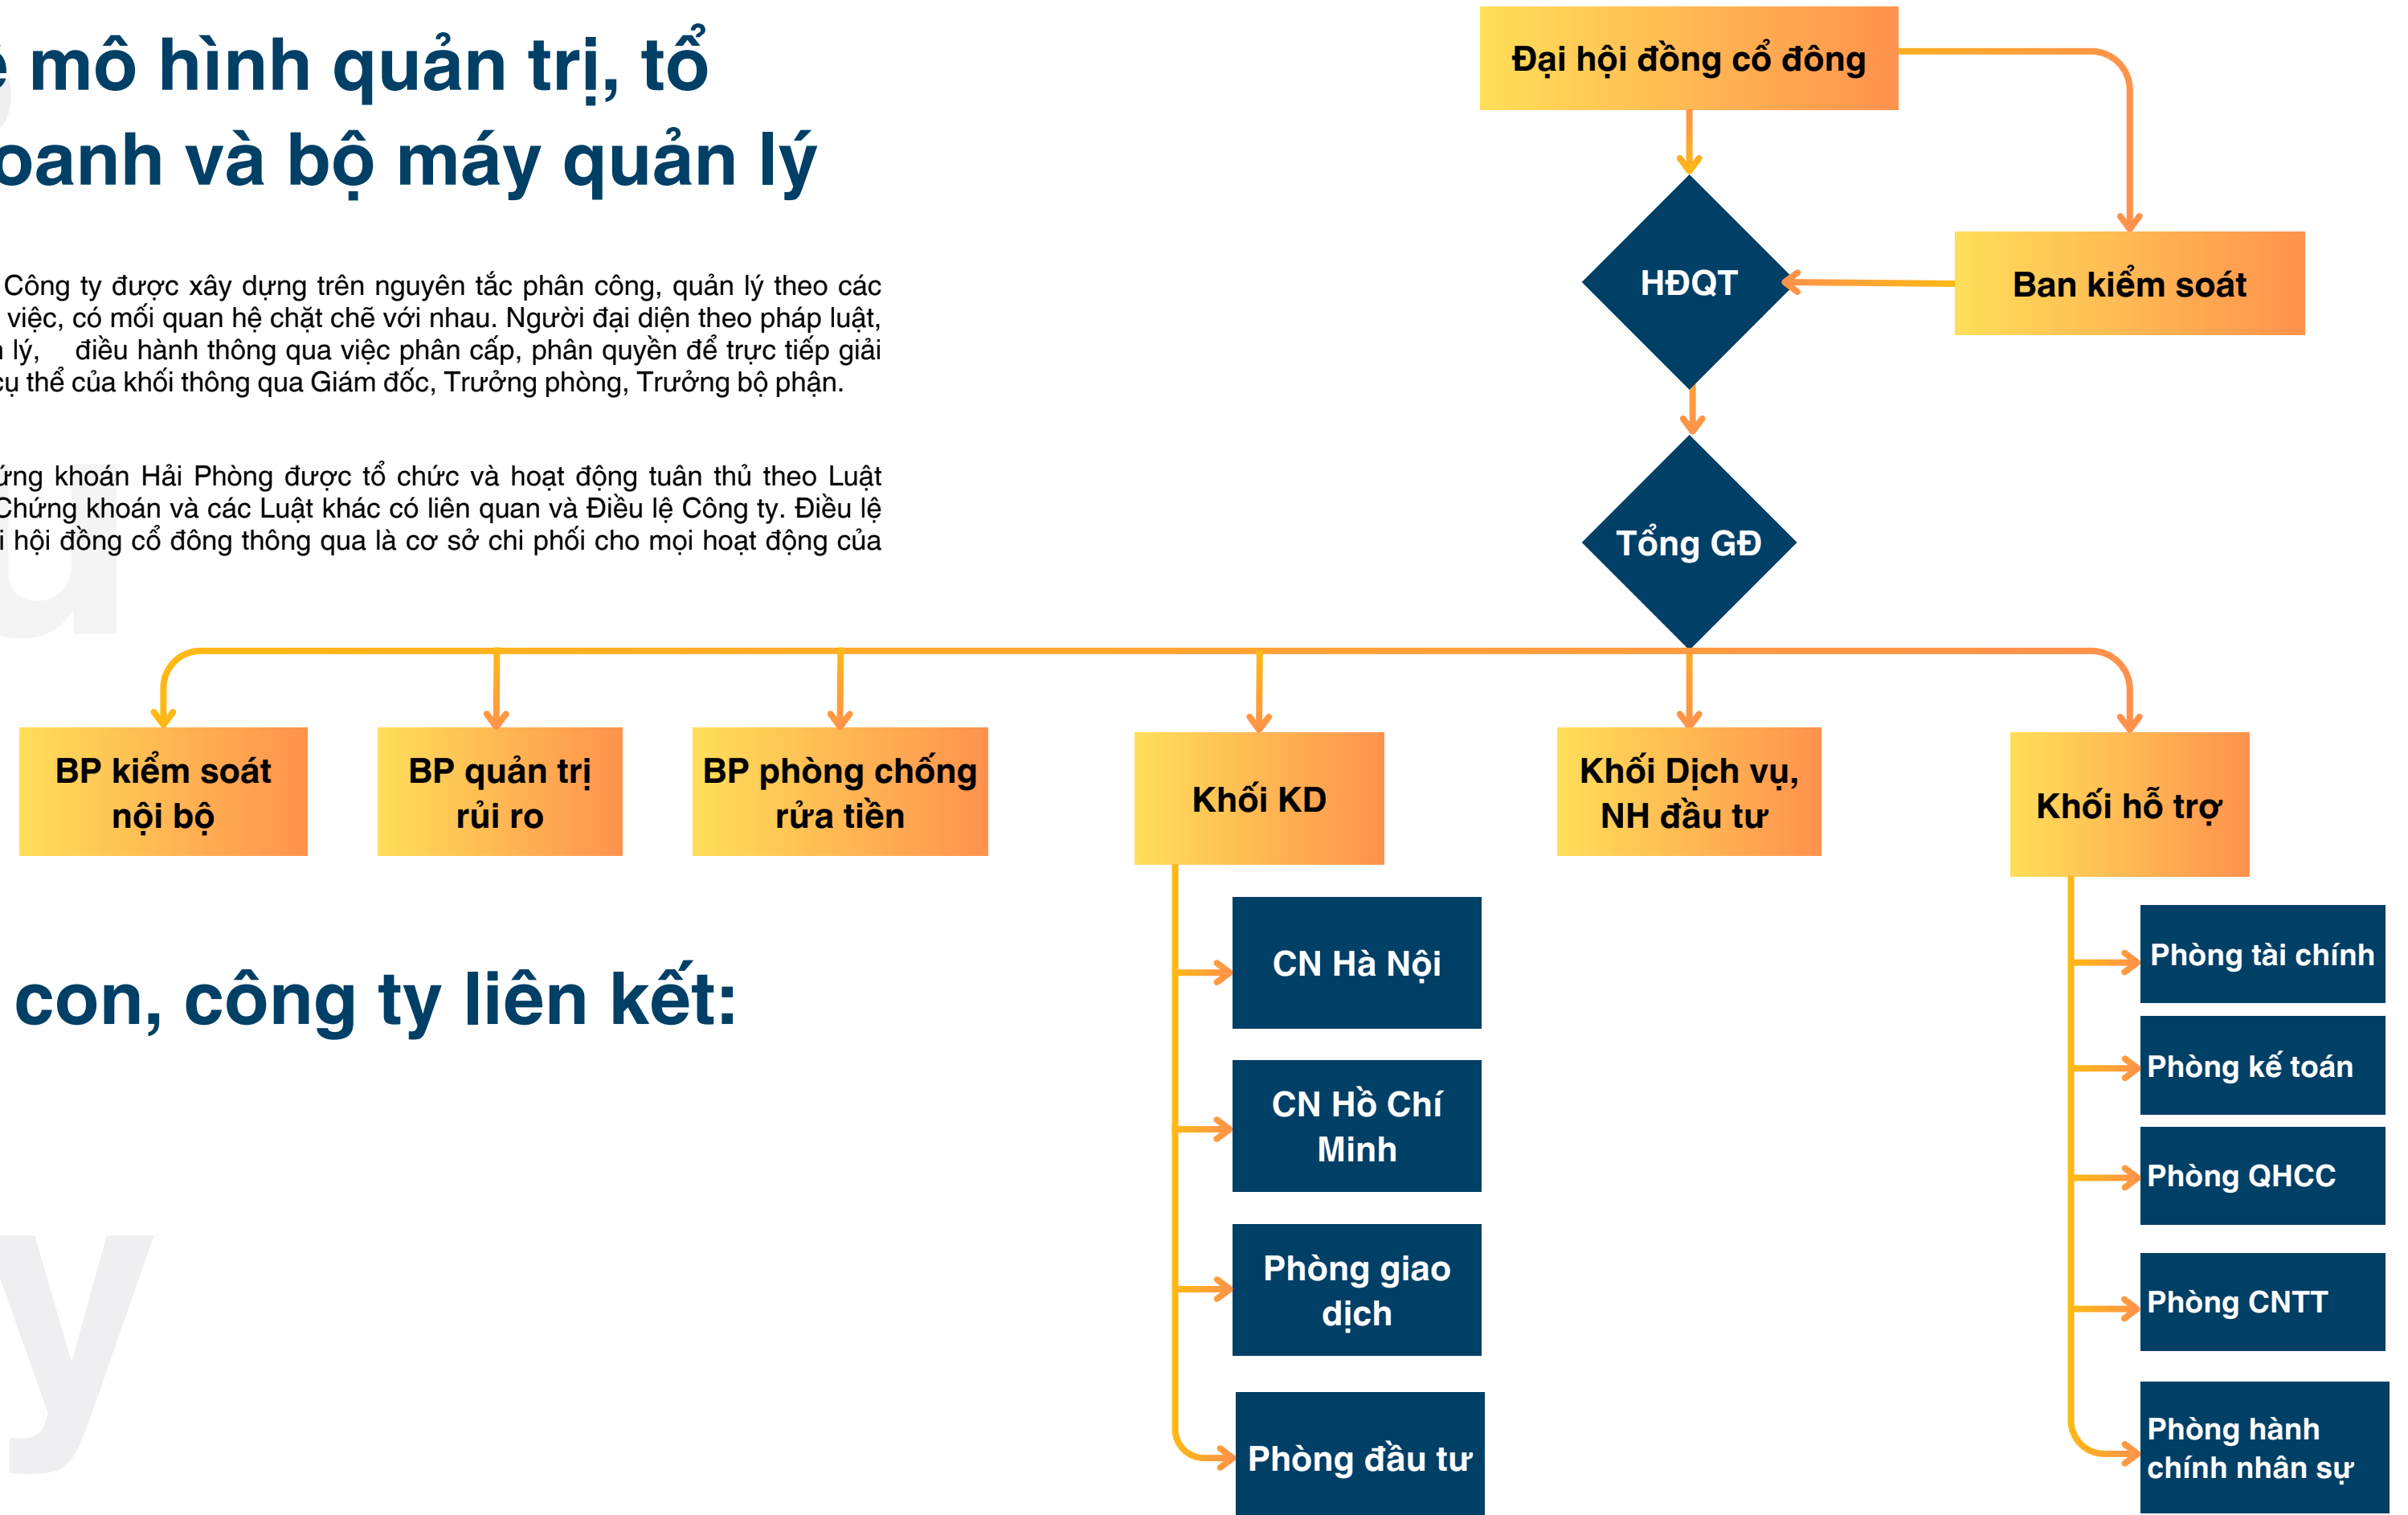 mô hình quản trị, tổ
oanh và bộ máy quản lý
Công ty được xây dựng trên nguyên tắc phân công, quản lý theo các
việc, có mối quan hệ chặt chẽ với nhau. Người đại diện theo pháp luật,
lý, điều hành thông qua việc phân cấp, phân quyền để trực tiếp giải
cụ thể của khối thông qua Giám đốc, Trưởng phòng, Trưởng bộ phận.
ứng khoán Hải Phòng được tổ chức và hoạt động tuân thủ theo Luật
Chứng khoán và các Luật khác có liên quan và Điều lệ Công ty. Điều lệ
i hội đồng cổ đông thông qua là cơ sở chi phối cho mọi hoạt động của
Đại hội đồng cổ đông
HĐQT
Ban kiểm soát
Tổng GĐ
BP kiểm soát
nội bộ
BP quản trị
rủi ro
BP phòng chống
rửa tiền
Khối KD
Khối Dịch vụ,
NH đầu tư
Khối hỗ trợ
CN Hà Nội
CN Hồ Chí
Minh
Phòng giao
dịch
Phòng đầu tư
Phòng tài chính
Phòng kế toán
Phòng QHCC
Phòng CNTT
Phòng hành
chính nhân sự
con, công ty liên kết:
u
y